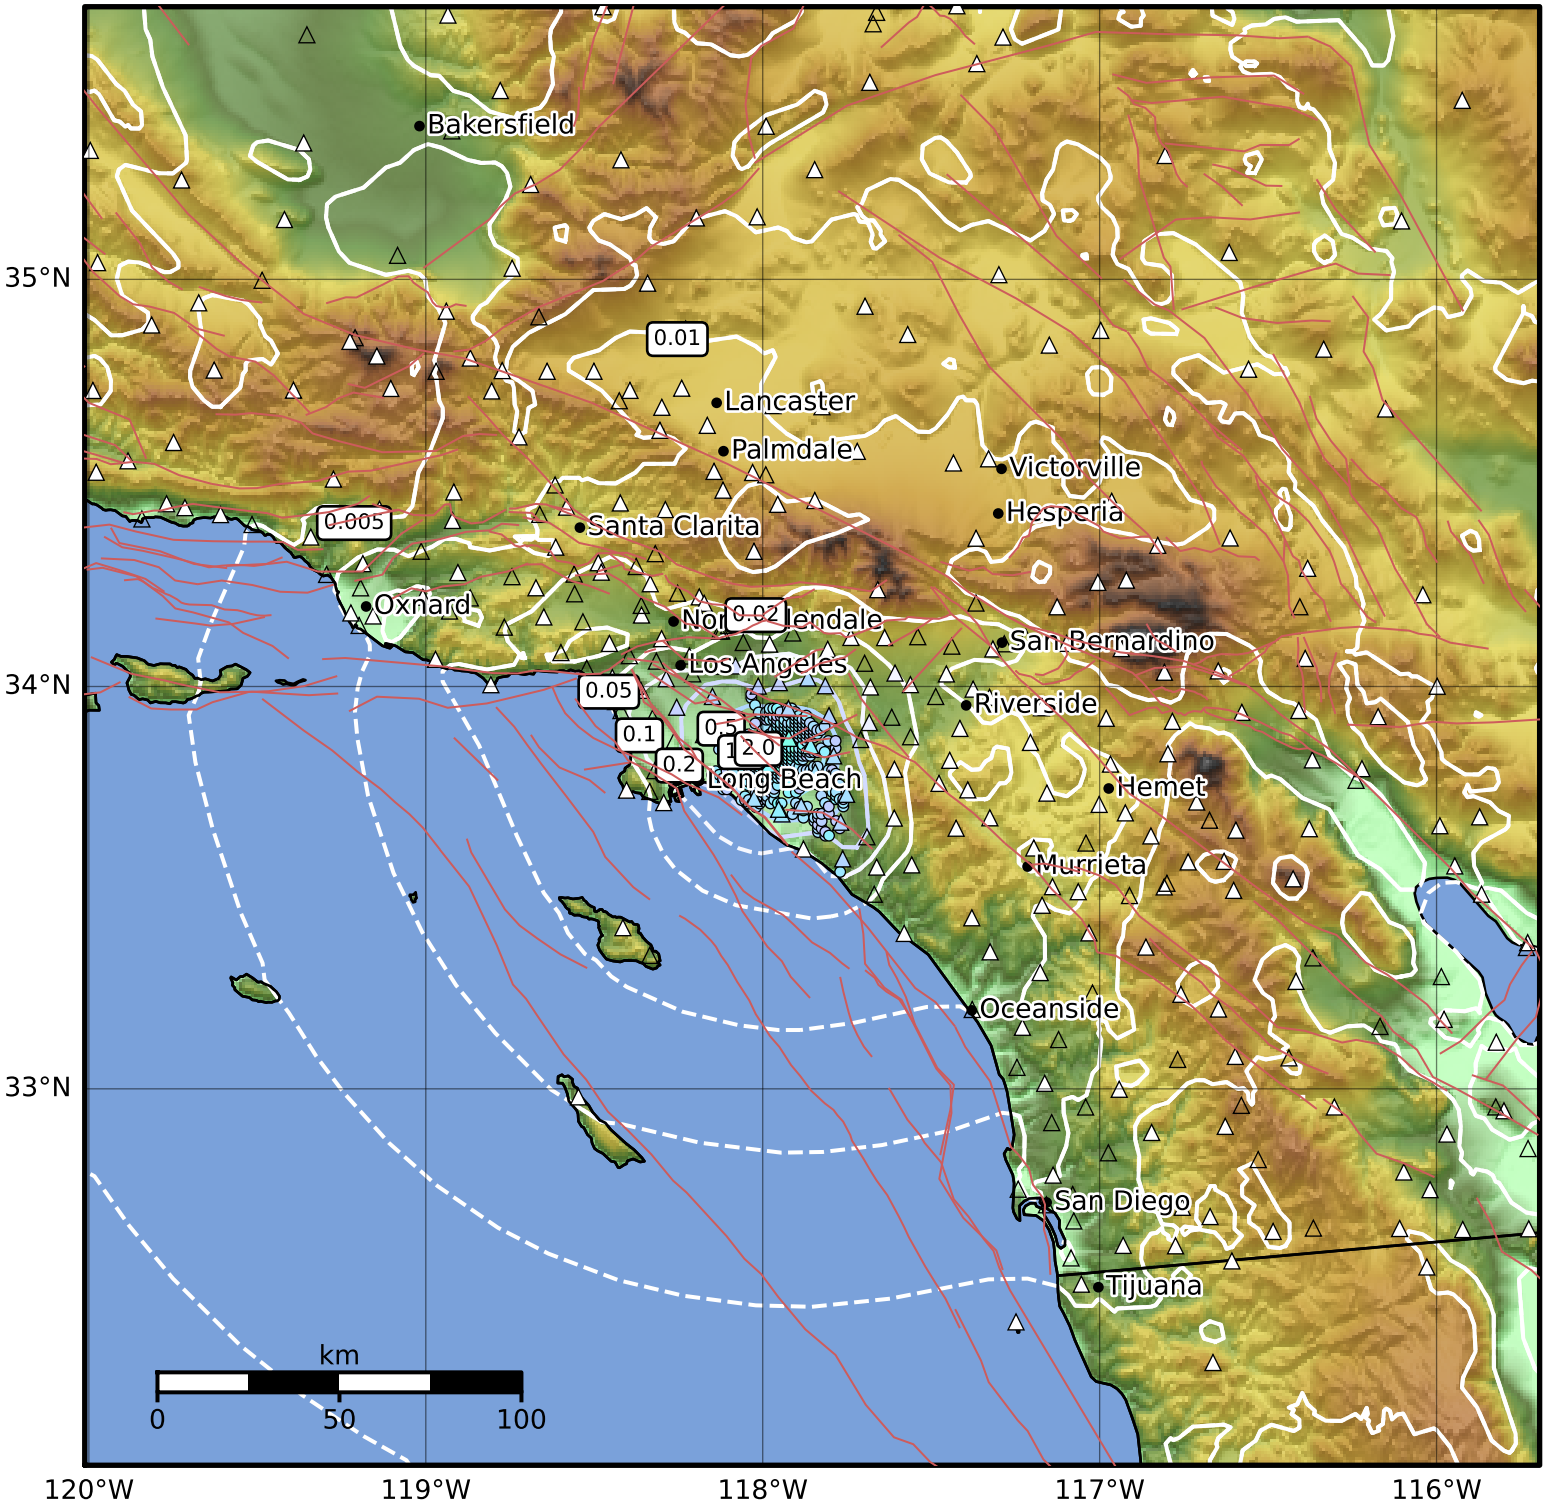 Bakersfield
35°N
0.01
Lancaster
Palmdale
Victorville
Hesperia
0.005
Santa Clarita
Oxnard
0.02
San Bernardino
Los Angeles
34°N
0.05
Riverside
0.1
0.5
2.0
0.2
Long Beach
Hemet
Murrieta
Oceanside
33°N
San Diego
Tijuana
km
0 50 100
120°W 119°W 118°W 117°W 116°W